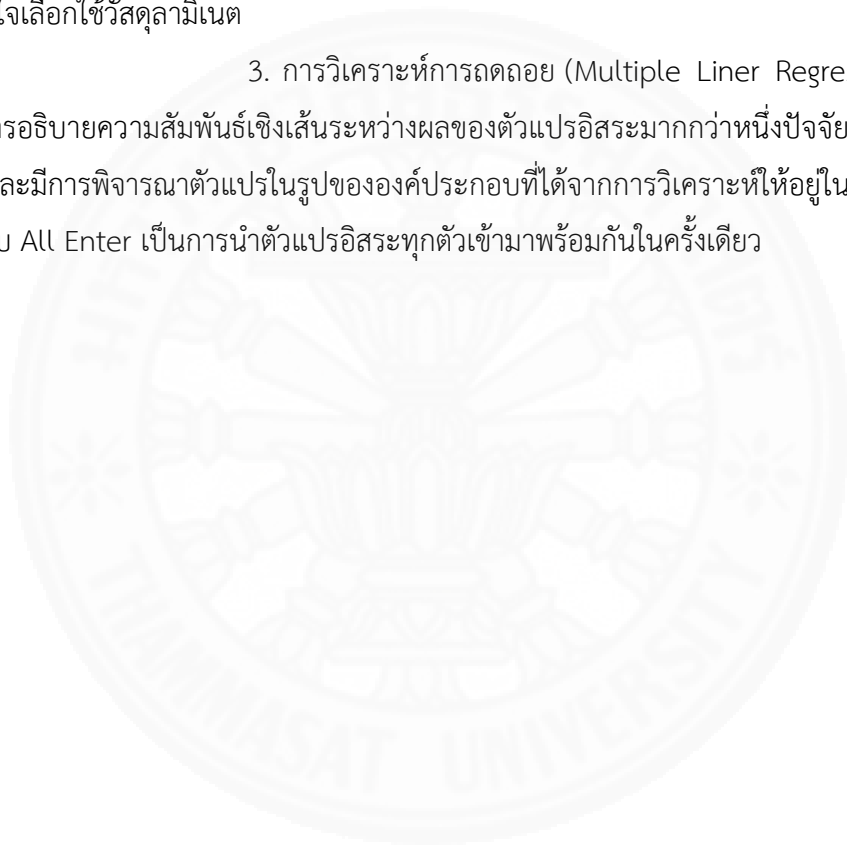 ใจเลือกใช้วัสดุลามิเนต
3. การวิเคราะห์การถดถอย (Multiple Liner Regre
รอธิบายความสัมพันธ์เชิงเส้นระหว่างผลของตัวแปรอิสระมากกว่าหนึ่งปัจจัย
ละมีการพิจารณาตัวแปรในรูปขององค์ประกอบที่ได้จากการวิเคราะห์ให้อยู่ใน
บ All Enter เป็นการนำตัวแปรอิสระทุกตัวเข้ามาพร้อมกันในครั้งเดียว
THAMMASAT UNIVERSITY